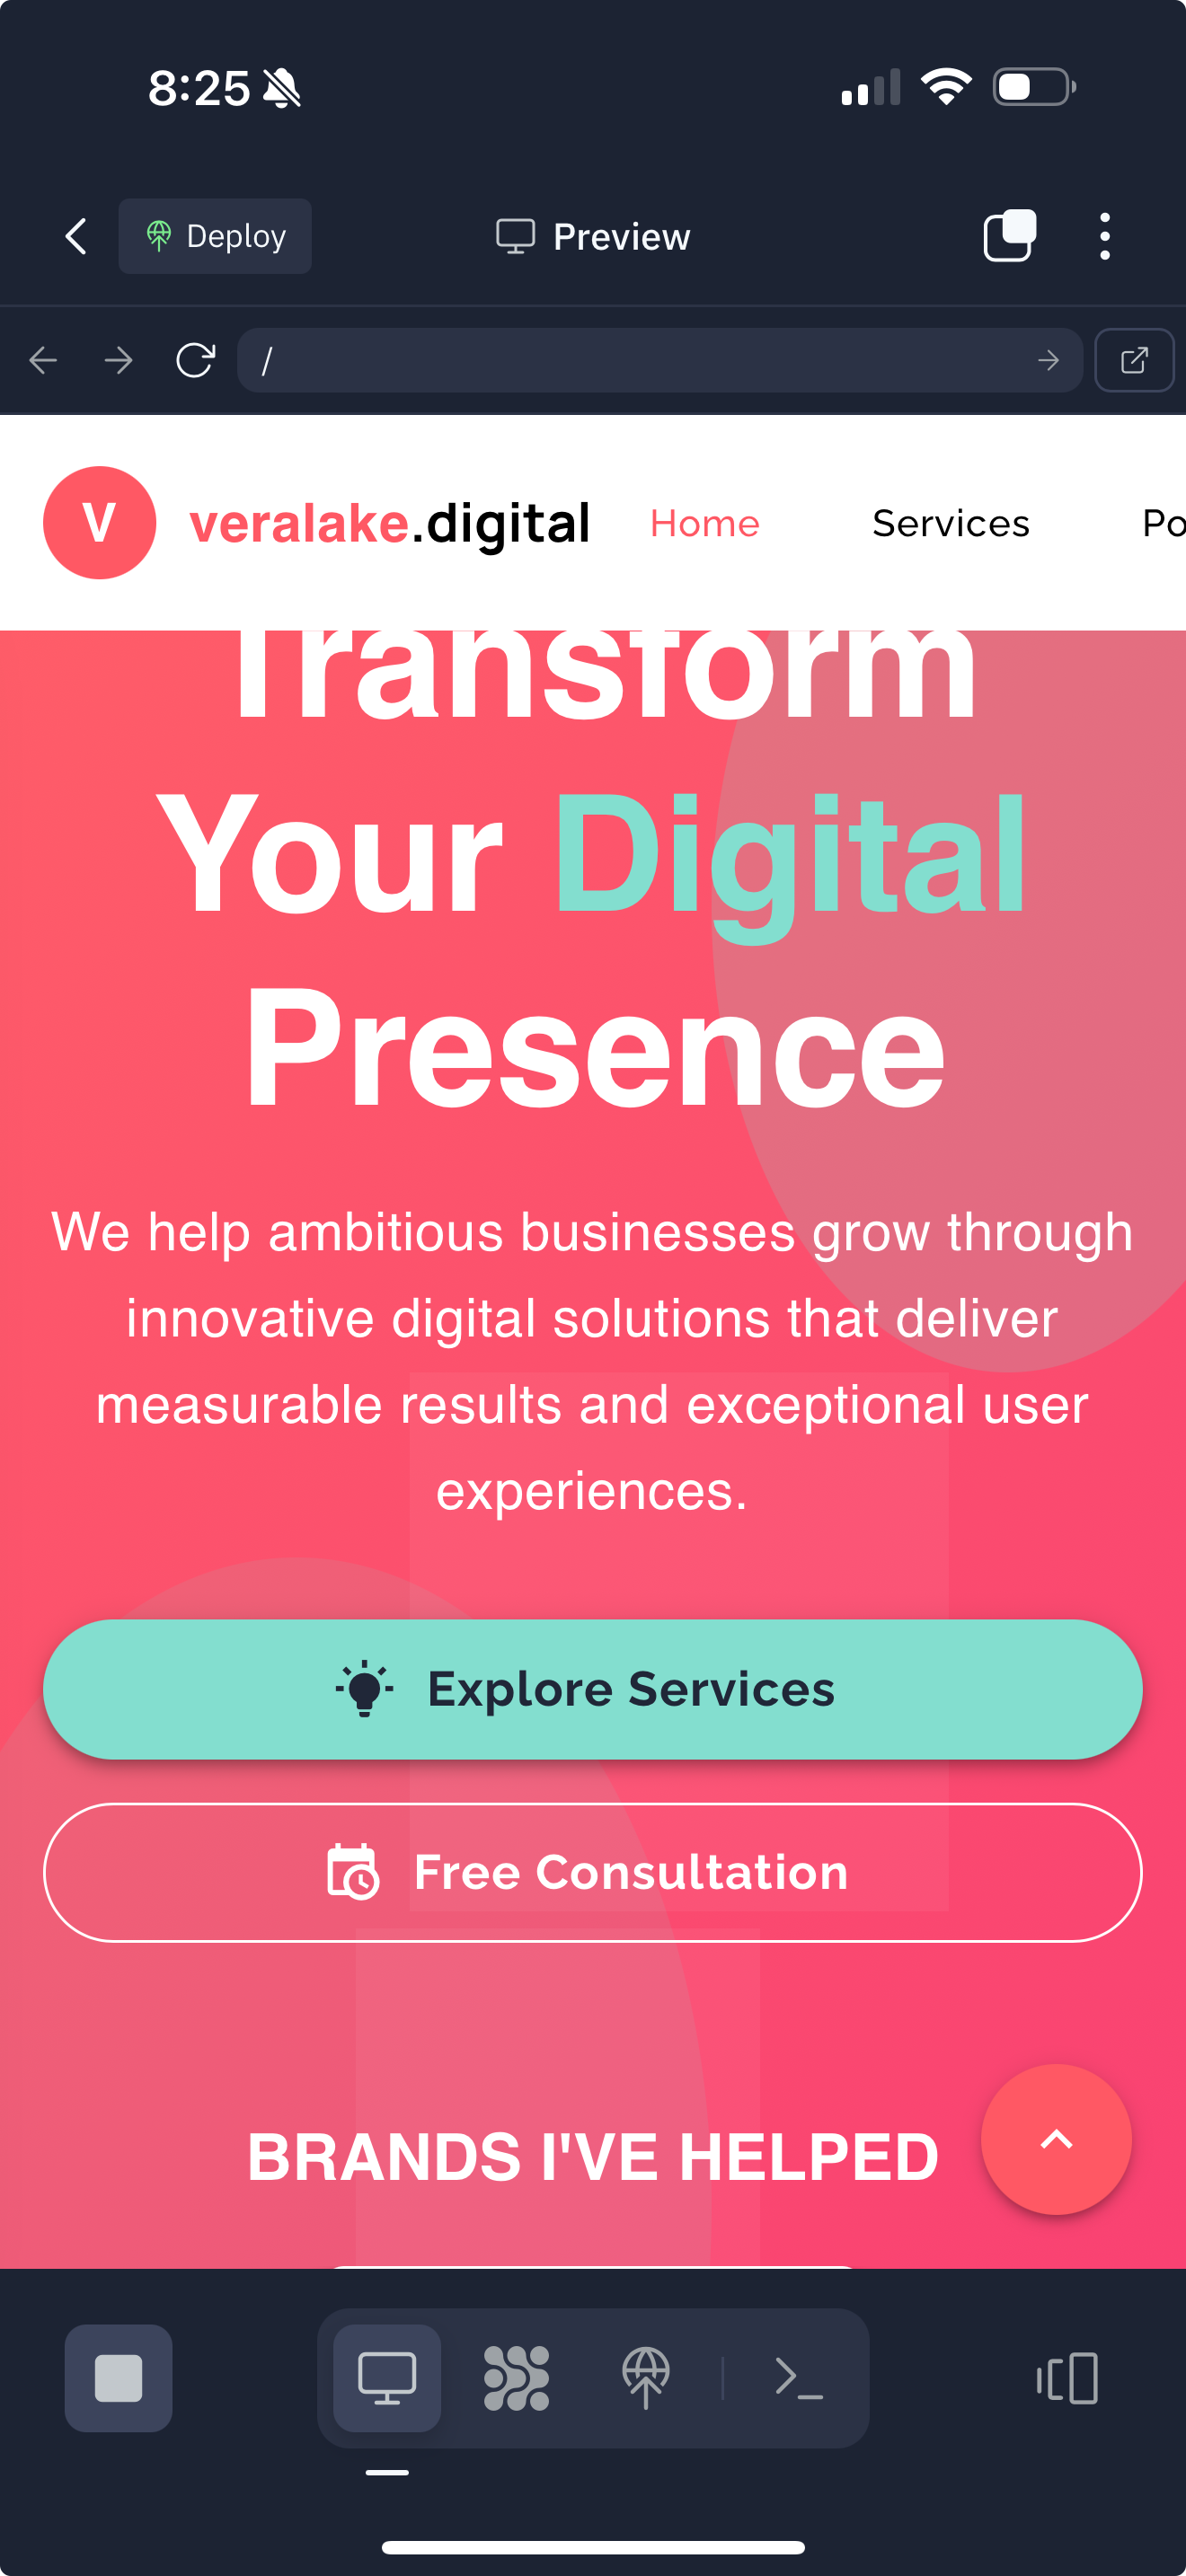 8:25
Deploy
Preview
/
V veralake.digital Home Services Po
Transform
Your Digital
Presence
We help ambitious businesses grow through
innovative digital solutions that deliver
measurable results and exceptional user
experiences.
Explore Services
Free Consultation
BRANDS I'VE HELPED